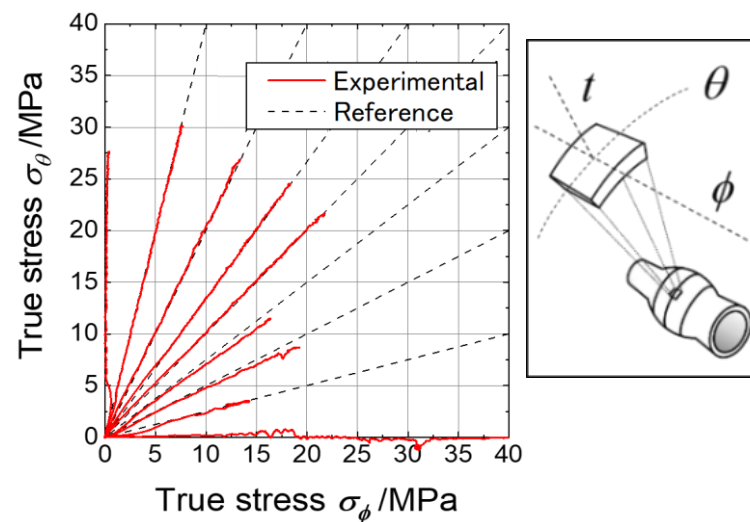 40
35
30
25
20
15
10
5
0
True stress σθ /MPa
Experimental
Reference
0 5 10 15 20 25 30 35 40
True stress σϕ /MPa
t
θ
ϕ